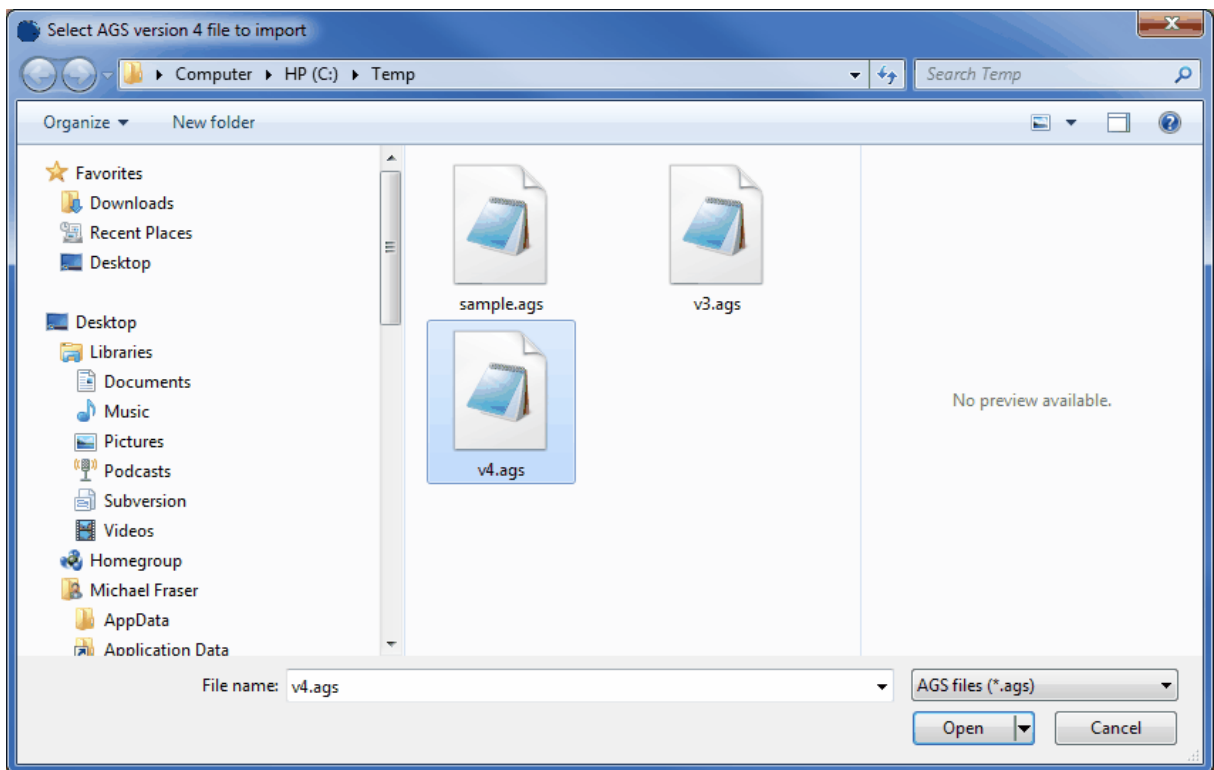 Select AGS version 4 file to import
Computer HP (C:) Temp
Search Temp
Organize New folder
Favorites
Downloads
Recent Places
Desktop
Desktop
Libraries
Documents
Music
Pictures
Podcasts
Subversion
Videos
Homegroup
Michael Fraser
AppData
Application Data
sample.ags
v3.ags
v4.ags
No preview available.
File name: v4.ags
AGS files (*.ags)
Open Cancel